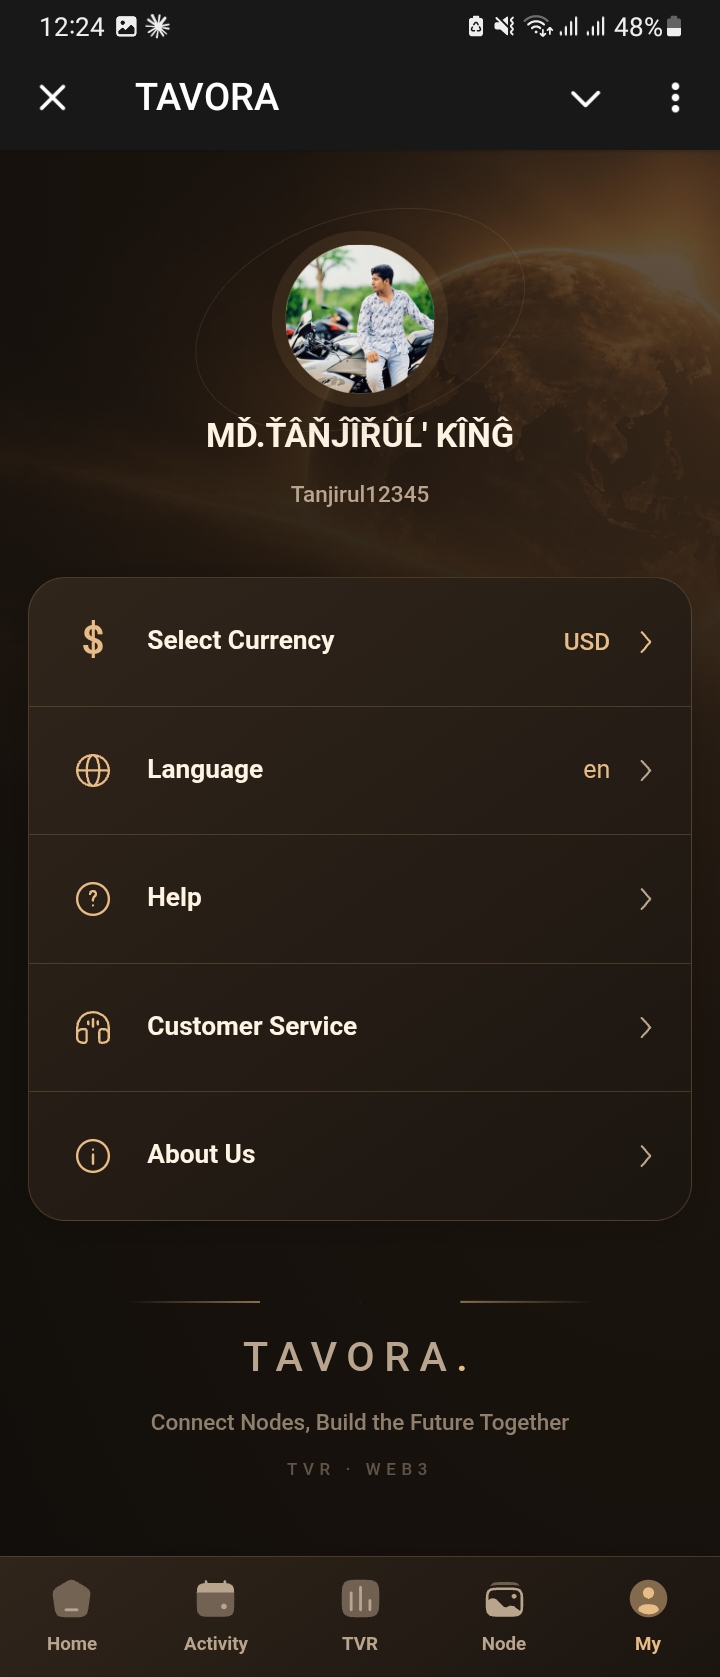 12:24 48%
TAVORA
MĎ.ŤÂŇJÎÎŘÛĹ' KÎŇĜ
Tanjirul12345
$ Select Currency USD
Language en
Help
Customer Service
About Us
TAVORA.
Connect Nodes, Build the Future Together
TVR · WEB3
Home Activity TVR Node My